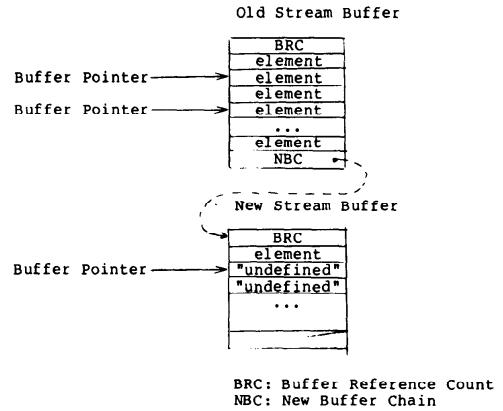 Old Stream Buffer
BRC
element
Buffer Pointer element
element
Buffer Pointer element
...
element
NBC
New Stream Buffer
BRC
element
Buffer Pointer "undefined"
"undefined"
...
BRC: Buffer Reference Count
NBC: New Buffer Chain